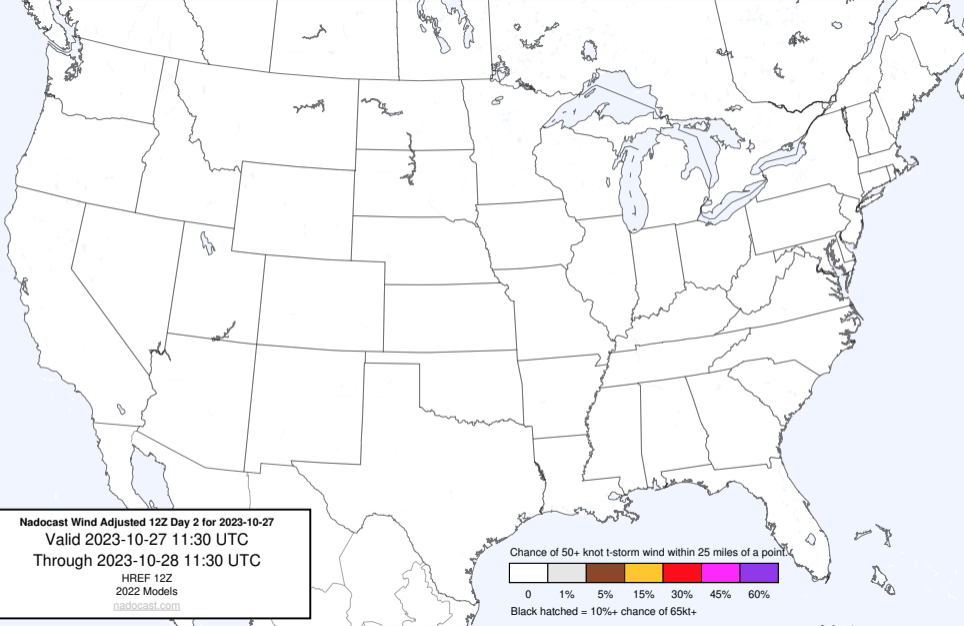 Nadocast Wind Adjusted 12Z Day 2 for 2023-10-27
Valid 2023-10-27 11:30 UTC
Through 2023-10-28 11:30 UTC
HREF 12Z
2022 Models
nadocast.com
Chance of 50+ knot t-storm wind within 25 miles of a point.
0 1% 5% 15% 30% 45% 60%
Black hatched = 10%+ chance of 65kt+